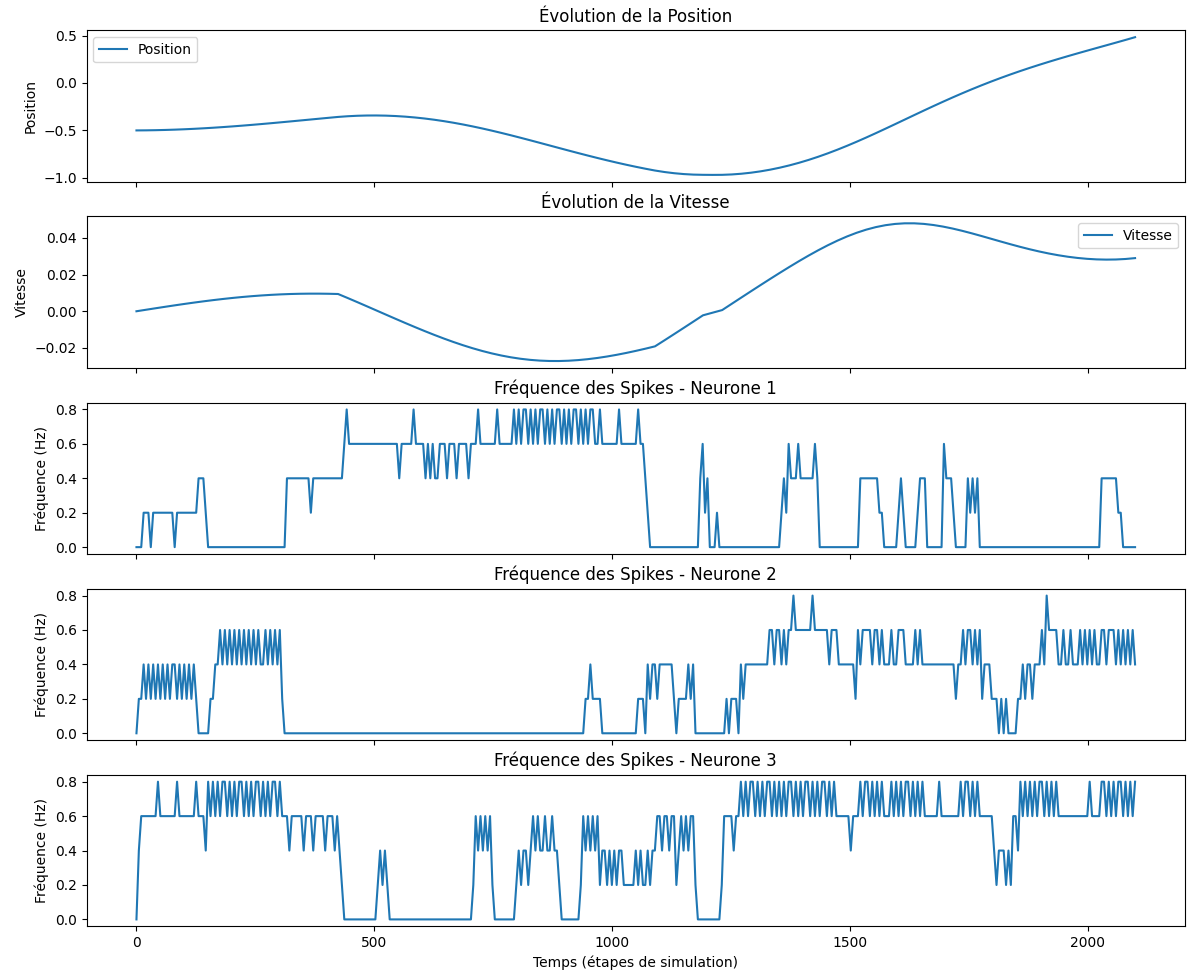 Évolution de la Position
Position
0.5
0.0
−0.5
−1.0
Position
Évolution de la Vitesse
Vitesse
0.04
0.02
0.00
−0.02
Vitesse
Fréquence des Spikes - Neurone 1
0.8
0.6
0.4
0.2
0.0
Fréquence (Hz)
Fréquence des Spikes - Neurone 2
0.8
0.6
0.4
0.2
0.0
Fréquence (Hz)
Fréquence des Spikes - Neurone 3
0.8
0.6
0.4
0.2
0.0
Fréquence (Hz)
0 500 1000 1500 2000
Temps (étapes de simulation)